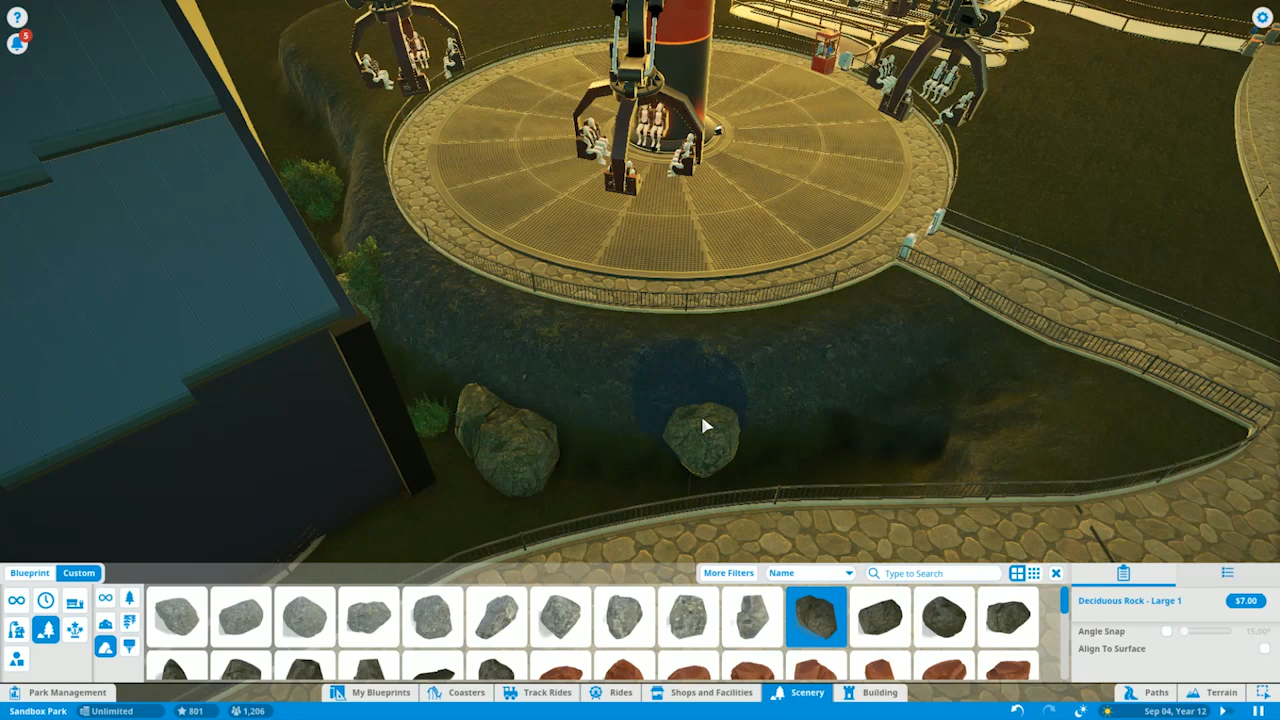 ?
5
Blueprint
Custom
More Filters
Name
Type to Search
Deciduous Rock - Large 1
$7.00
Angle Snap
15.00°
Align To Surface
Park Management
My Blueprints
Coasters
Track Rides
Rides
Shops and Facilities
Scenery
Building
Paths
Terrain
Sandbox Park
Unlimited
801
1,206
Sep 04, Year 12